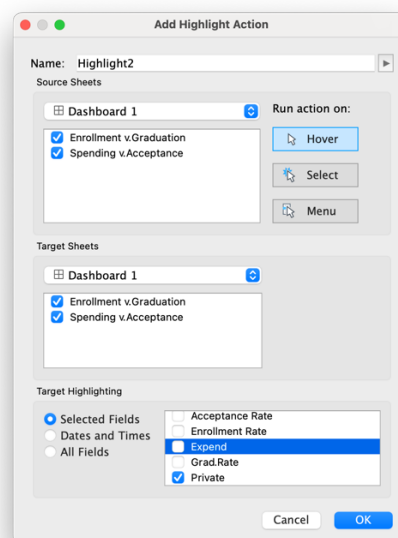 Add Highlight Action
Name: Highlight2
Source Sheets
Dashboard 1
Run action on:
Enrollment v.Graduation
Spending v.Acceptance
Hover
Select
Menu
Target Sheets
Dashboard 1
Enrollment v.Graduation
Spending v.Acceptance
Target Highlighting
Selected Fields
Dates and Times
All Fields
Acceptance Rate
Enrollment Rate
Expend
Grad.Rate
Private
Cancel
OK